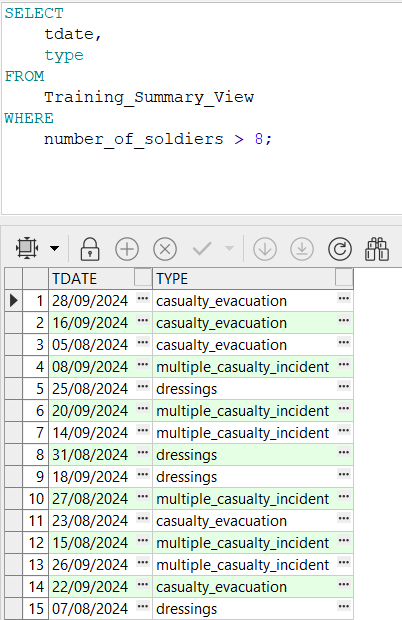 SELECT
tdate,
type
FROM
Training_Summary_View
WHERE
number_of_soldiers > 8;
TDATE TYPE
1 28/09/2024 ··· casualty_evacuation ···
2 16/09/2024 ··· casualty_evacuation ···
3 05/08/2024 ··· casualty_evacuation ···
4 08/09/2024 ··· multiple_casualty_incident ···
5 25/08/2024 ··· dressings ···
6 20/09/2024 ··· multiple_casualty_incident ···
7 14/09/2024 ··· multiple_casualty_incident ···
8 31/08/2024 ··· dressings ···
9 18/09/2024 ··· dressings ···
10 27/08/2024 ··· multiple_casualty_incident ···
11 23/08/2024 ··· casualty_evacuation ···
12 15/08/2024 ··· multiple_casualty_incident ···
13 26/09/2024 ··· multiple_casualty_incident ···
14 22/09/2024 ··· casualty_evacuation ···
15 07/08/2024 ··· dressings ···